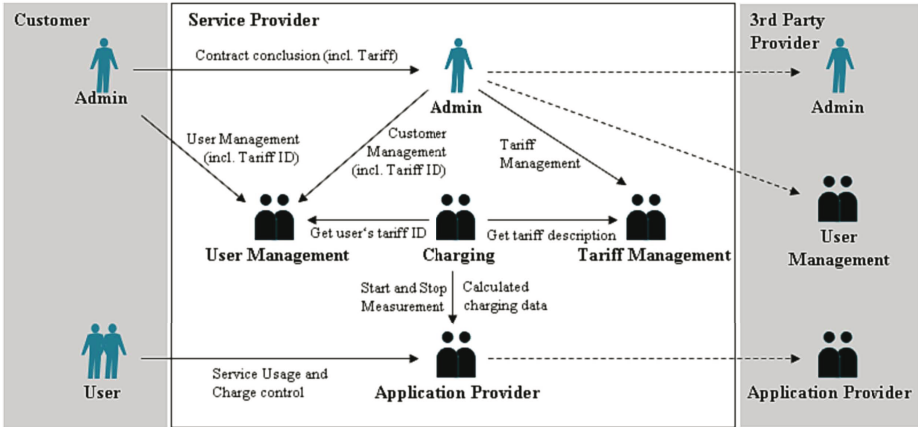 Customer
Service Provider
3rd Party
Provider
Contract conclusion (incl. Tariff)
Admin
Admin
Admin
User Management
(incl. Tariff ID)
Customer
Management
(incl. Tariff ID)
Tariff
Management
Get user's tariff ID
Get tariff description
User Management
Charging
Tariff Management
User
Management
Start and Stop
Measurement
Calculated
charging data
Service Usage and
Charge control
User
Application Provider
Application Provider